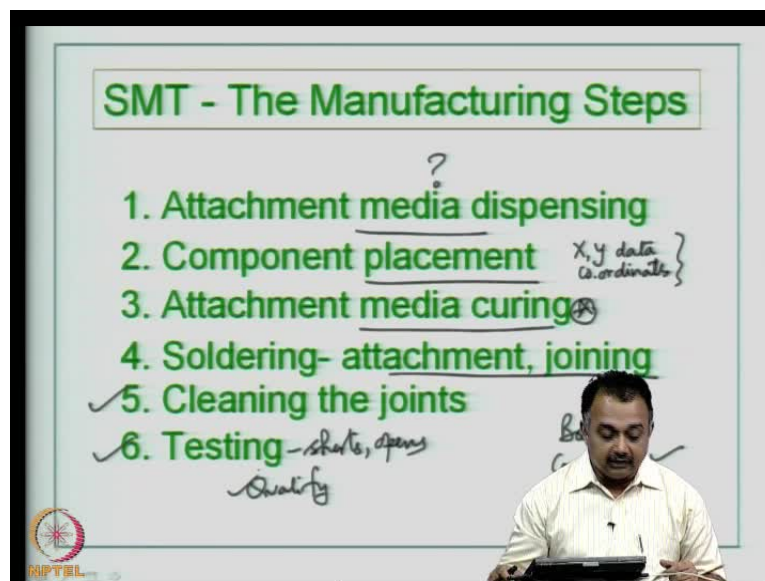 SMT - The Manufacturing Steps
?
1. Attachment media dispensing
2. Component placement X, y data
co.ordinates
3. Attachment media curing
4. Soldering- attachment, joining
5. Cleaning the joints
6. Testing - shorts, opens
Qualify
NPTEL